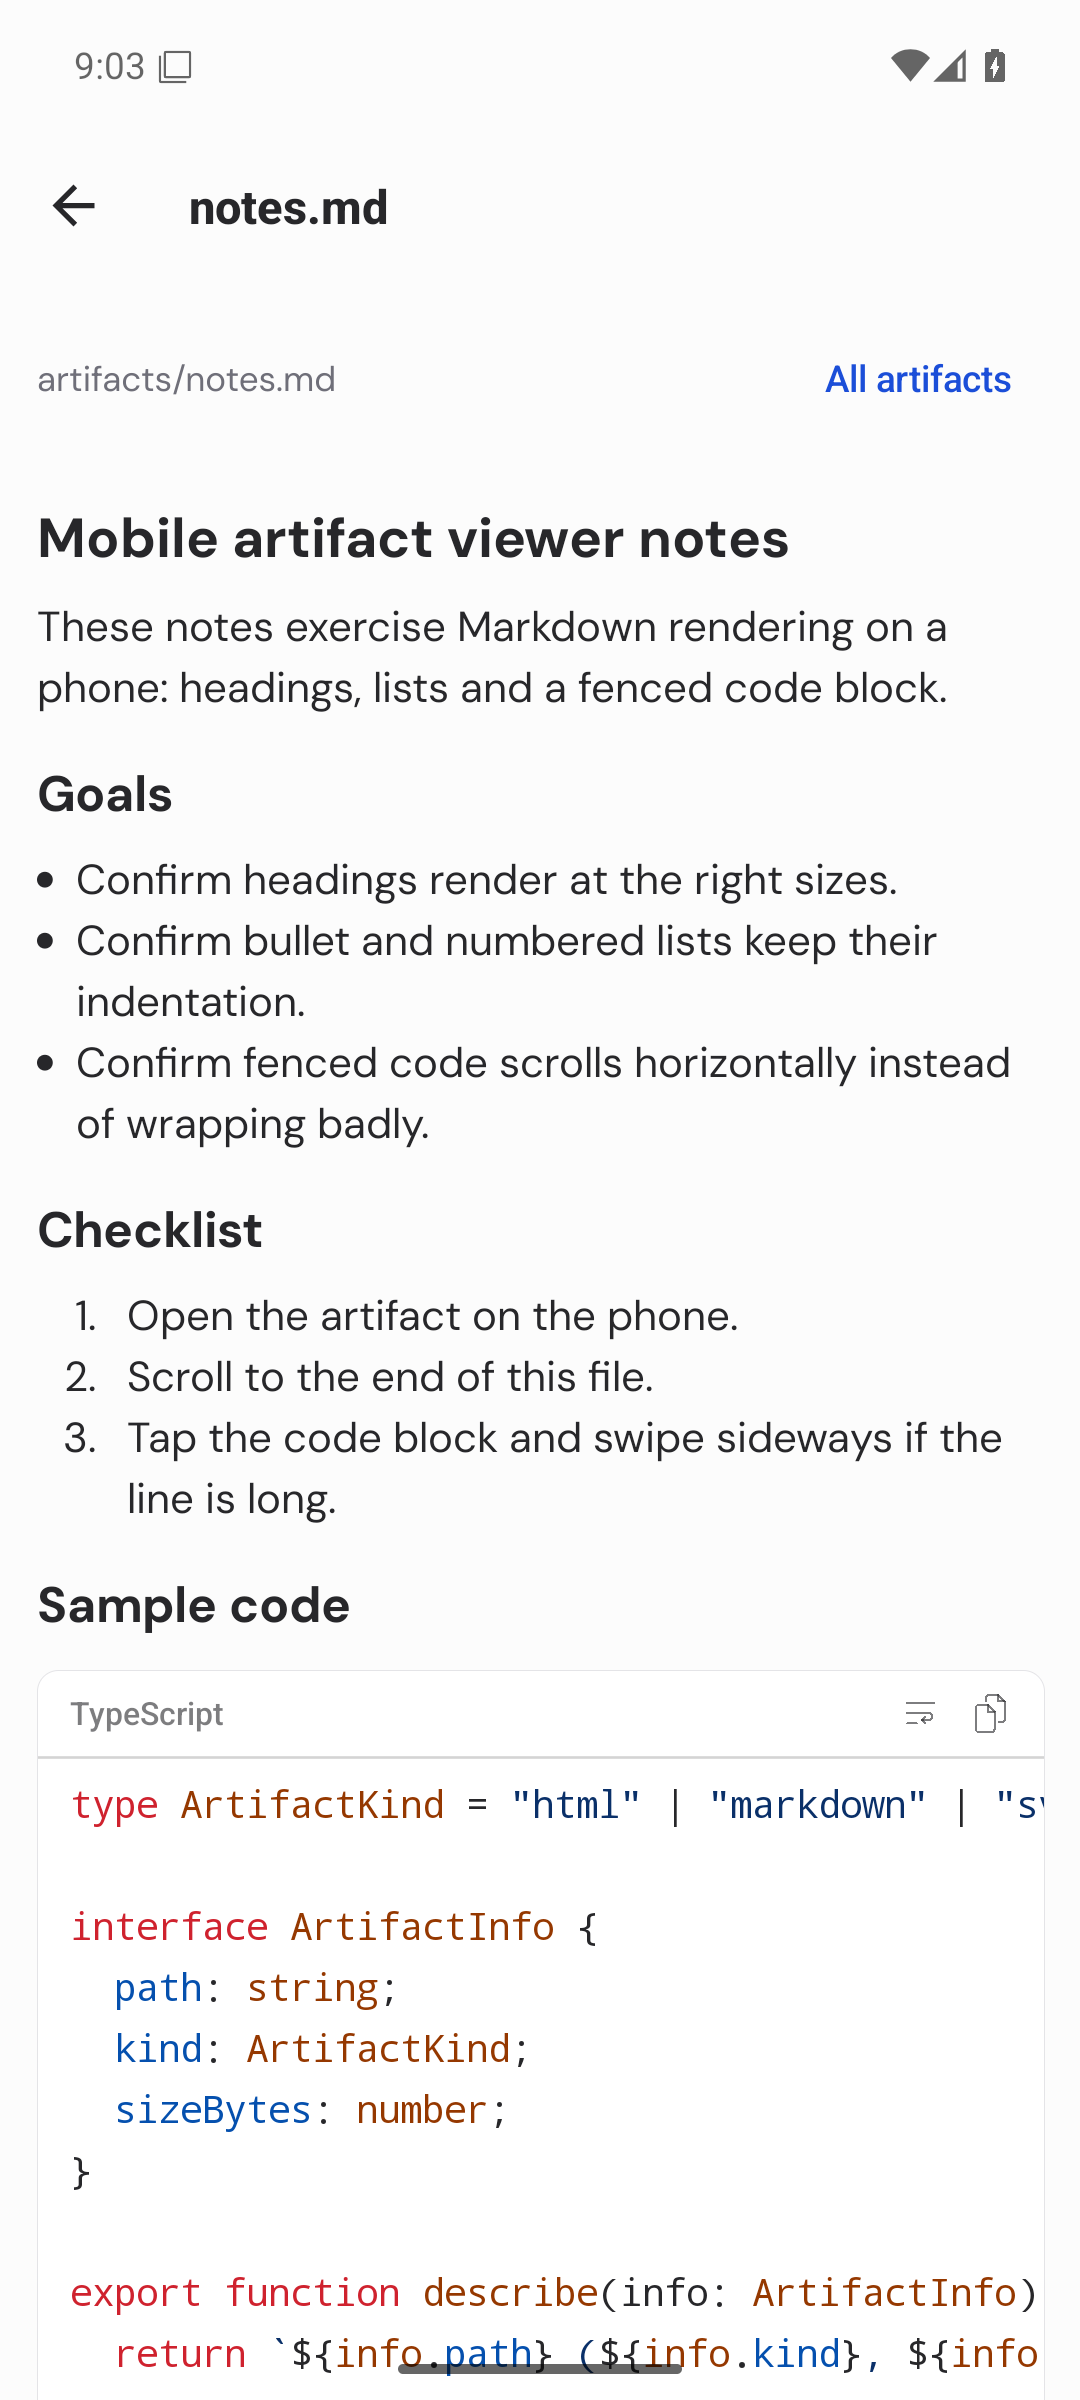 9:03
notes.md
artifacts/notes.md All artifacts
Mobile artifact viewer notes
These notes exercise Markdown rendering on a
phone: headings, lists and a fenced code block.
Goals
• Confirm headings render at the right sizes.
• Confirm bullet and numbered lists keep their
indentation.
• Confirm fenced code scrolls horizontally instead
of wrapping badly.
Checklist
1. Open the artifact on the phone.
2. Scroll to the end of this file.
3. Tap the code block and swipe sideways if the
line is long.
Sample code
TypeScript
type ArtifactKind = "html" | "markdown" | "s
interface ArtifactInfo {
  path: string;
  kind: ArtifactKind;
  sizeBytes: number;
}
export function describe(info: ArtifactInfo)
  return `${info.path} (${info.kind}, ${info